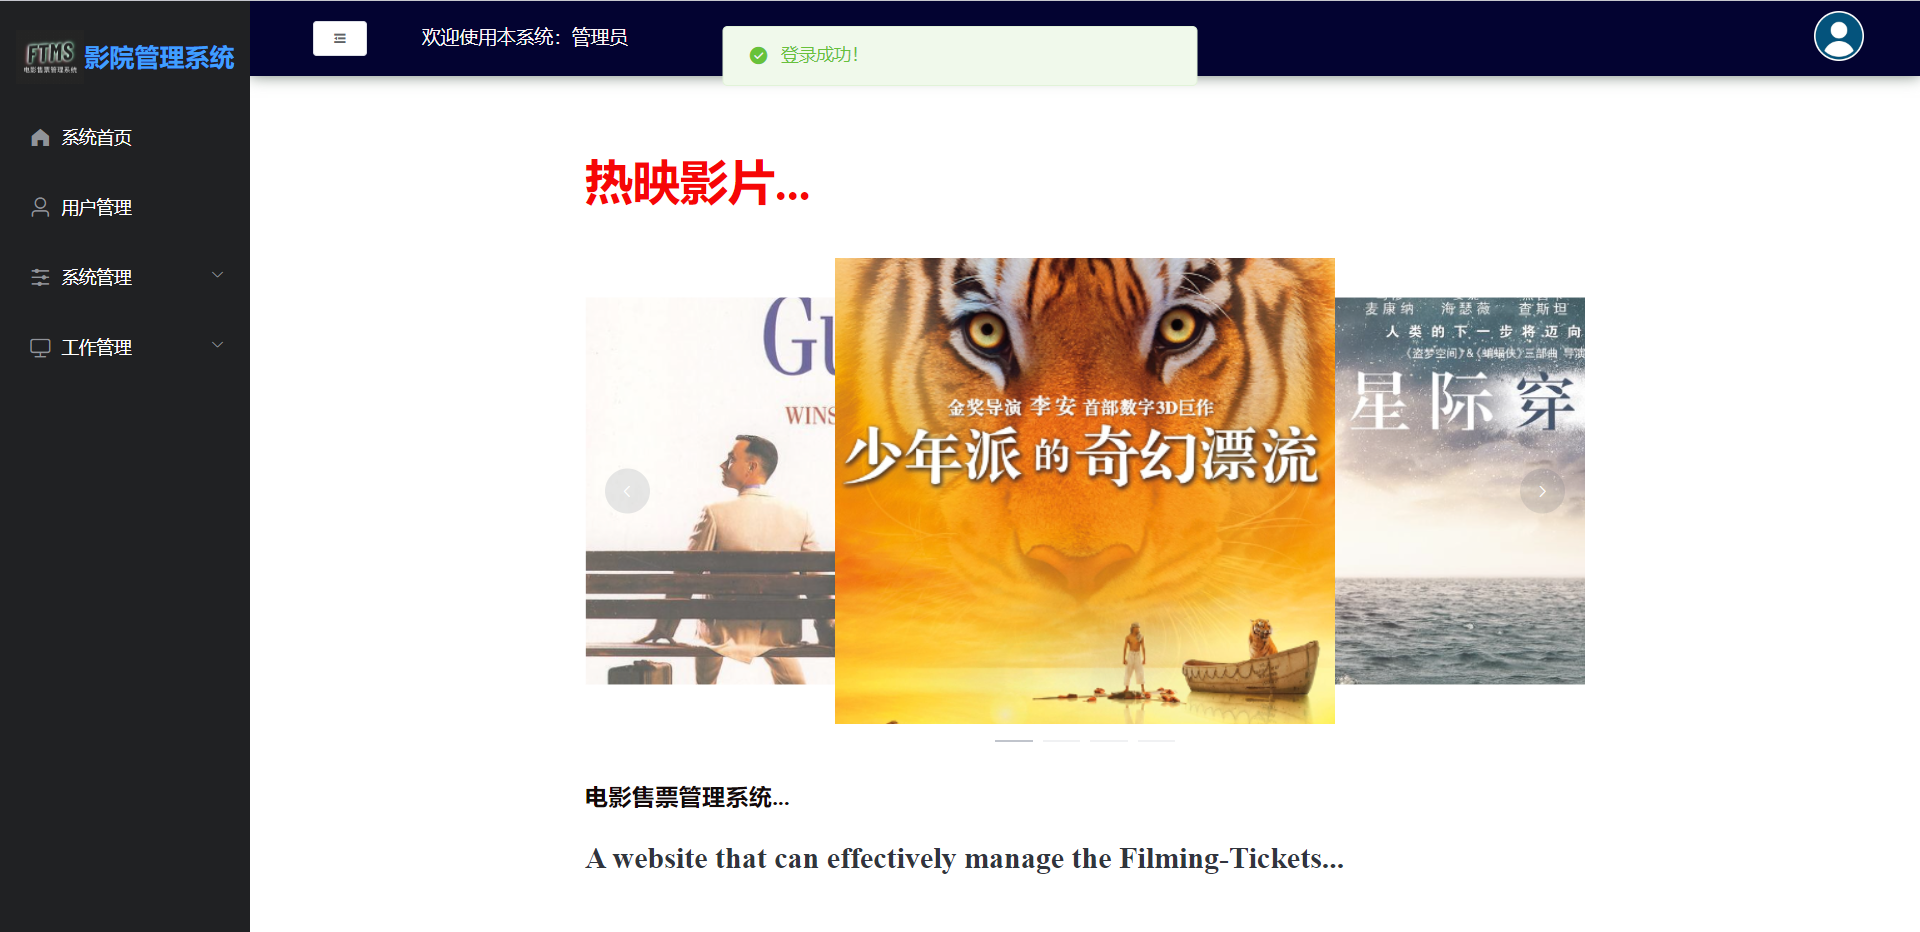 FTMS
电影售票管理系统
影院管理系统
欢迎使用本系统：管理员
登录成功！
系统首页
用户管理
系统管理
工作管理
热映影片...
Gu
WINS
金奖导演 李安 首部数字3D巨作
少年派的奇幻漂流
麦康纳 海瑟薇 查斯坦
人类的下一步将迈向
《盗梦空间》&《蝙蝠侠》三部曲 导演
星际穿
电影售票管理系统...
A website that can effectively manage the Filming-Tickets...